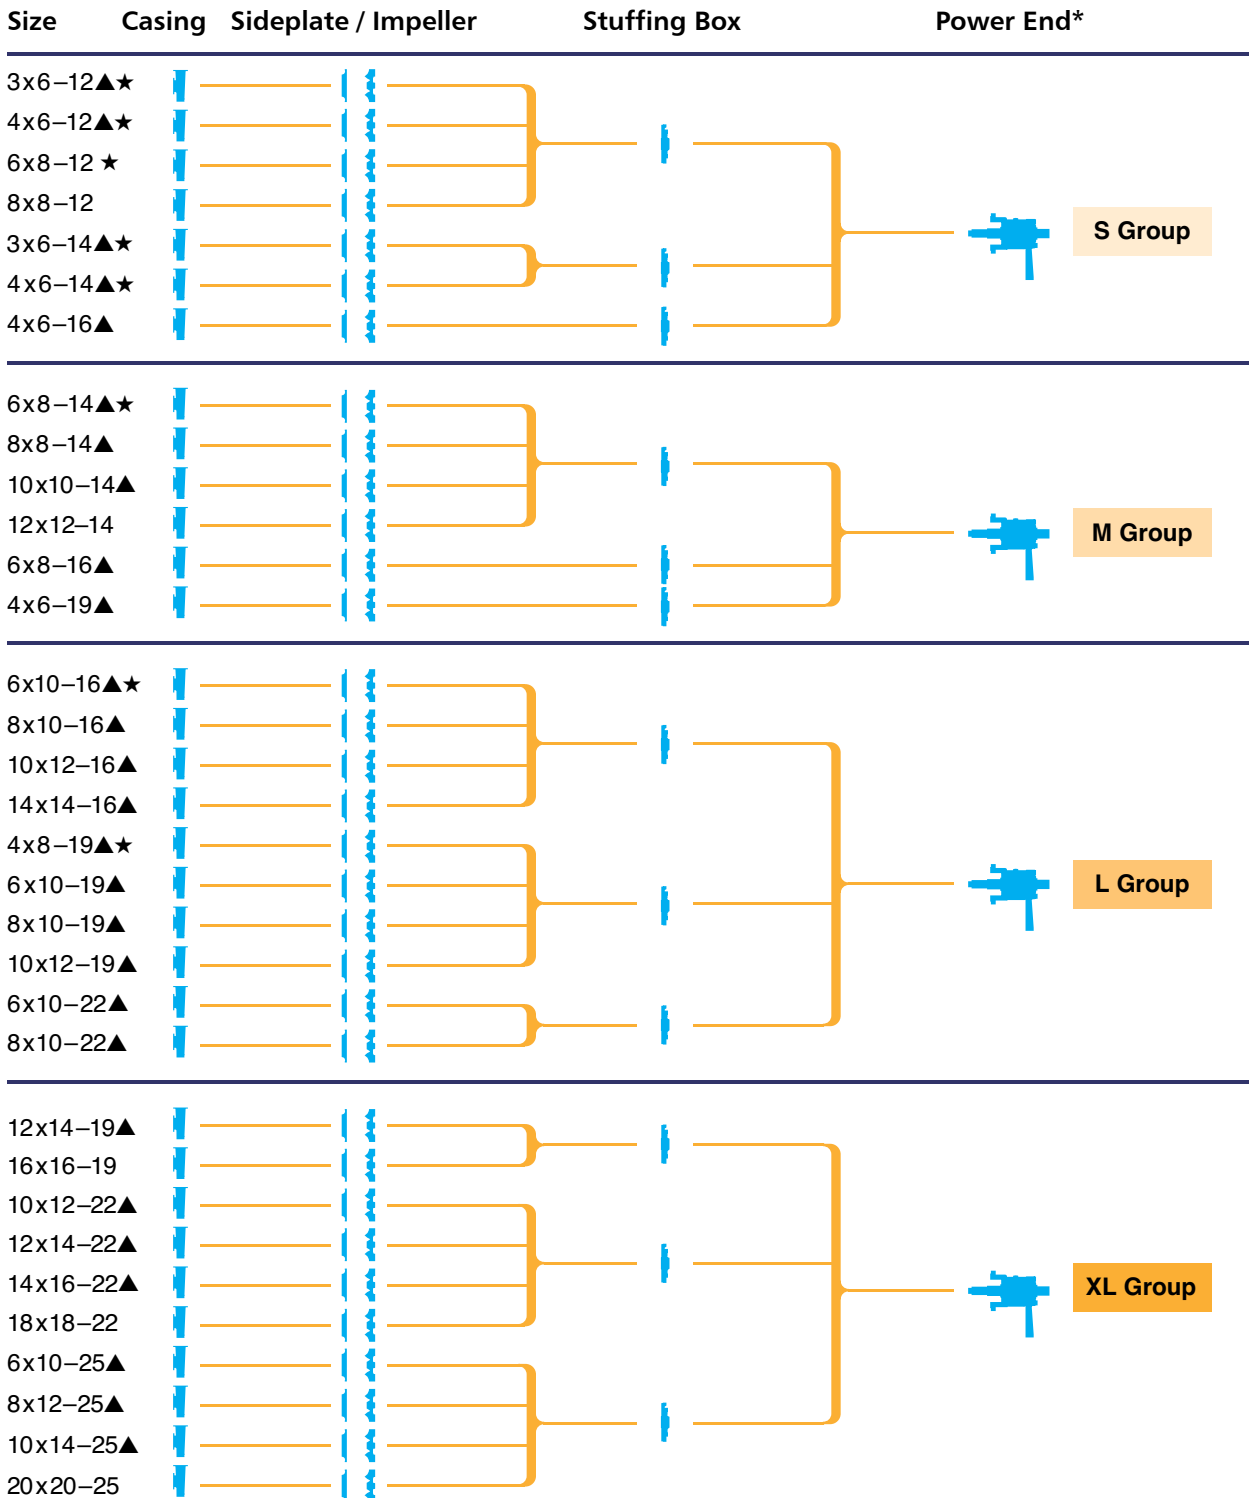 Size Casing Sideplate / Impeller Stuffing Box Power End*
3x6–12▲★
4x6–12▲★
6x8–12 ★
8x8–12
3x6–14▲★
S Group
4x6–14▲★
4x6–16▲
6x8–14▲★
8x8–14▲
10x10–14▲
12x12–14
M Group
6x8–16▲
4x6–19▲
6x10–16▲★
8x10–16▲
10x12–16▲
14x14–16▲
4x8–19▲★
6x10–19▲
L Group
8x10–19▲
10x12–19▲
6x10–22▲
8x10–22▲
12x14–19▲
16x16–19
10x12–22▲
12x14–22▲
14x16–22▲
XL Group
18x18–22
6x10–25▲
8x12–25▲
10x14–25▲
20x20–25